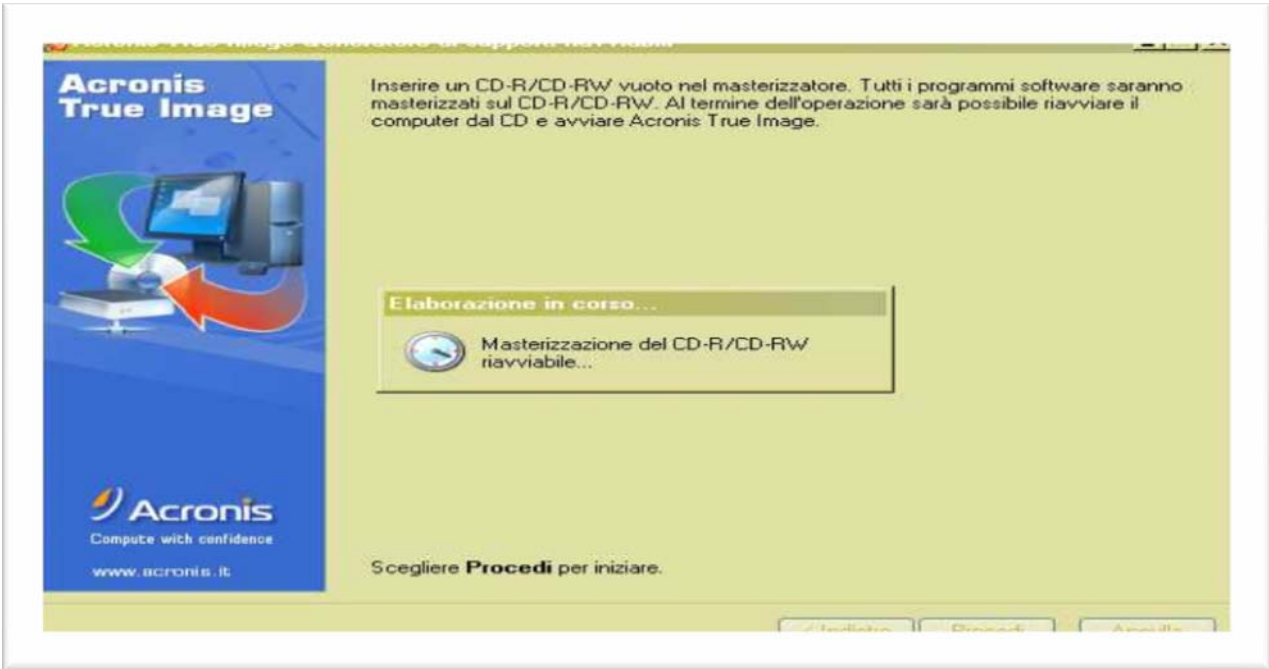 Acronis
True Image
Inserire un CD-R/CD-RW vuoto nel masterizzatore. Tutti i programmi software saranno
masterizzati sul CD-R/CD-RW. Al termine dell'operazione sarà possibile riavviare il
computer dal CD e avviare Acronis True Image.
Elaborazione in corso...
Masterizzazione del CD-R/CD-RW
riavviabile...
Acronis
Compute with confidence
www.acronis.it
Scegliere Procedi per iniziare.